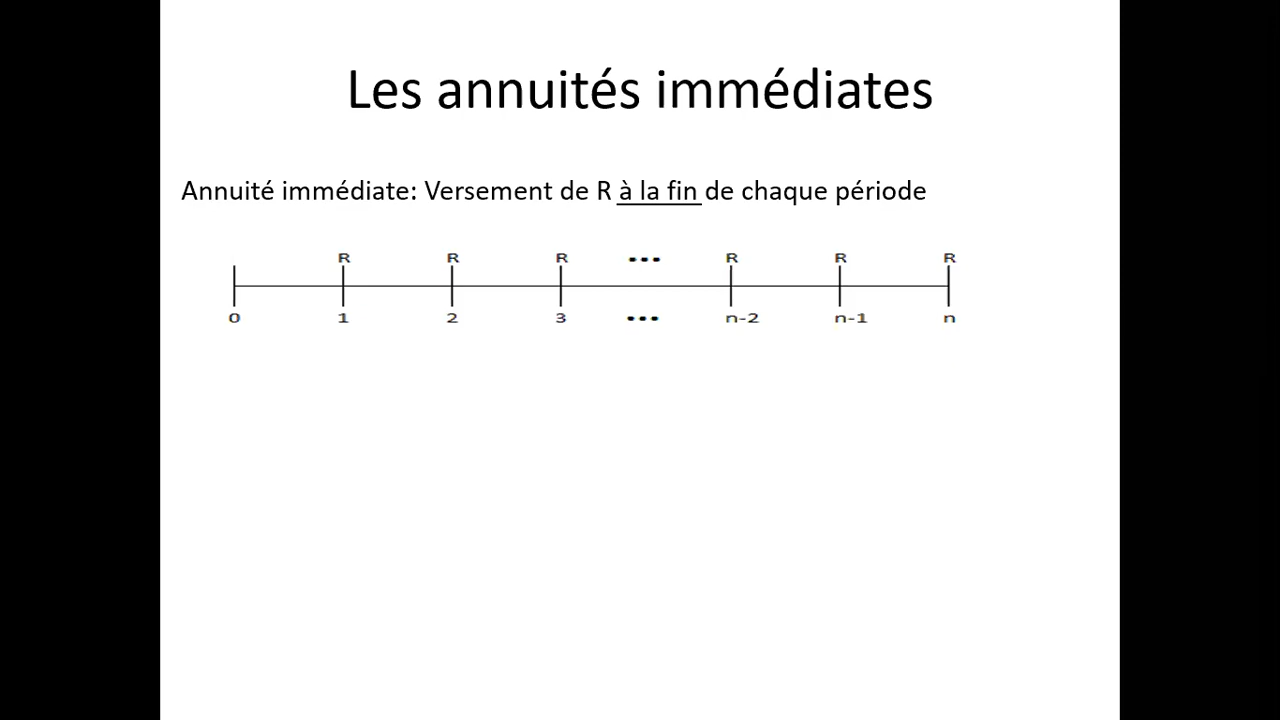 Les annuités immédiates
Annuité immédiate: Versement de R à la fin de chaque période
R R R ••• R R R
0 1 2 3 ••• n-2 n-1 n